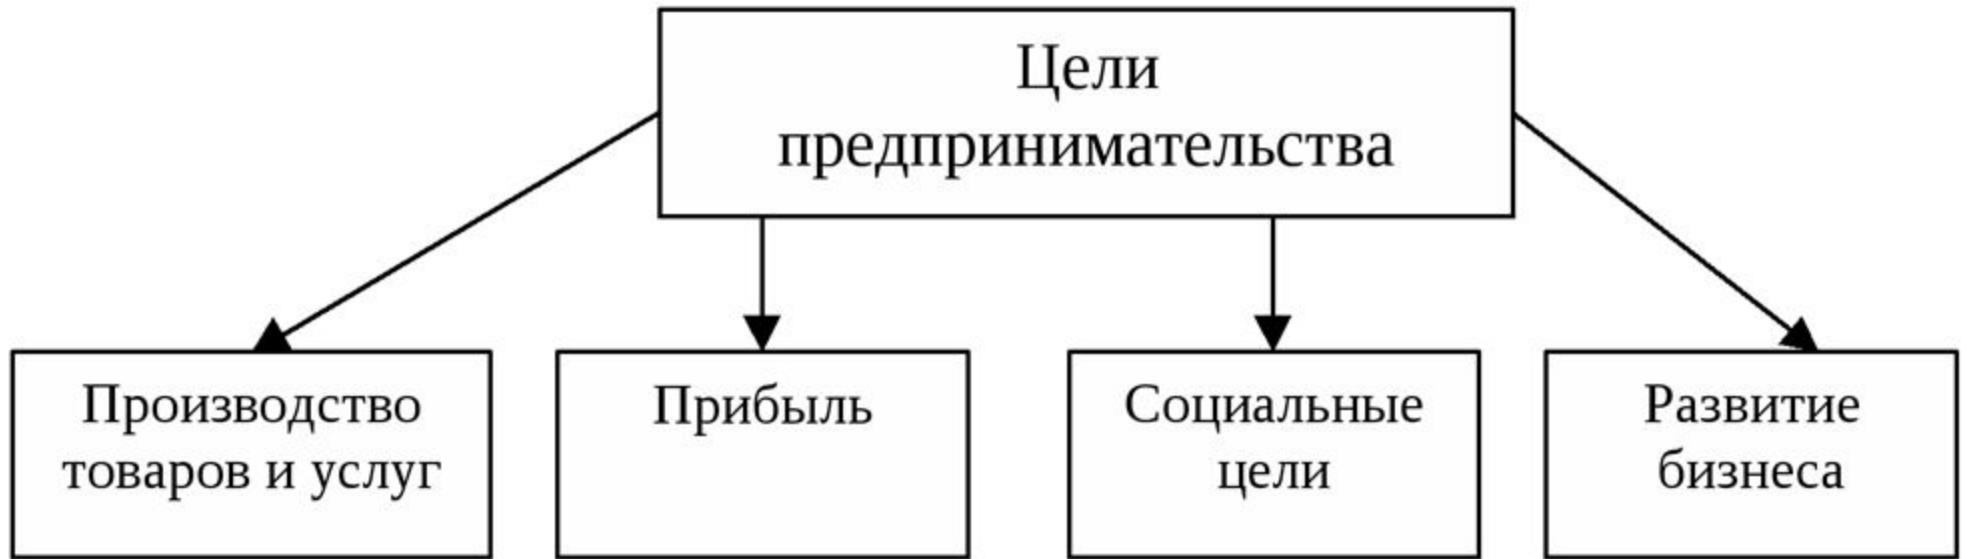 Цели
предпринимательства
Производство
товаров и услуг
Прибыль
Социальные
цели
Развитие
бизнеса